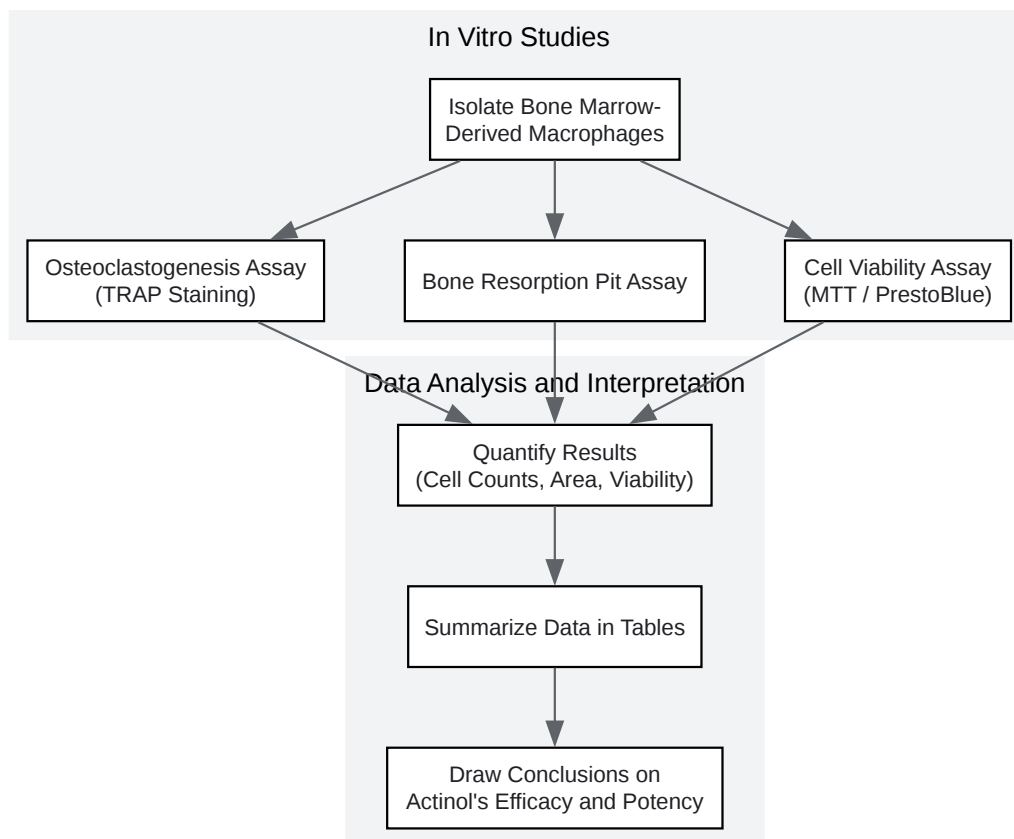 In Vitro Studies
Isolate Bone Marrow-
Derived Macrophages
Osteoclastogenesis Assay
(TRAP Staining)
Bone Resorption Pit Assay
Cell Viability Assay
(MTT / PrestoBlue)
Data Analysis and Interpretation
Quantify Results
(Cell Counts, Area, Viability)
Summarize Data in Tables
Draw Conclusions on
Actinol's Efficacy and Potency